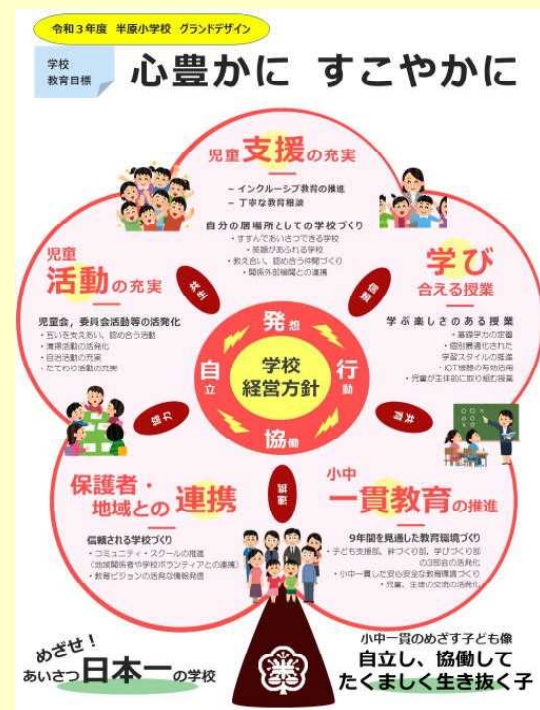 令和３年度 半原小学校 グランドデザイン
学校
教育目標
心豊かに すこやかに
児童 支援の充実
－ インクルーシブ教育の推進
－ 丁寧な教育相談
自分の居場所としての学校づくり
・すすんであいさつできる学校
・笑顔があふれる学校
・教え合い、認め合う仲間づくり
・関係外部機関との連携
児童
活動の充実
児童会，委員会活動等の活発化
・互いを支えあい、認め合う活動
・清掃活動の活発化
・自治活動の充実
・たてわり活動の充実
学び
合える授業
学ぶ楽しさのある授業
・基礎学力の定着
・個別最適化された
学習スタイルの推進
・児童が主体的に取り組む授業
発想
自立
行動
協働
学校
経営方針
協力
共育
連携
保護者・
地域との 連携
信頼される学校づくり
・コミュニティ・スクールの推進
（地域関係者や学校ボランティアとの連携）
・教育ビジョンの活発な情報発信
小中
一貫教育の推進
9年間を見通した教育環境づくり
・子ども支援部、絆づくり部、学びづくり部
の3部会の活発化
・小中一貫した安心安全な教育環境づくり
・児童、生徒の交流の活発化
めざせ！
あいさつ日本一の学校
小中一貫のめざす子ども像
自立し、協働して
たくましく生き抜く子